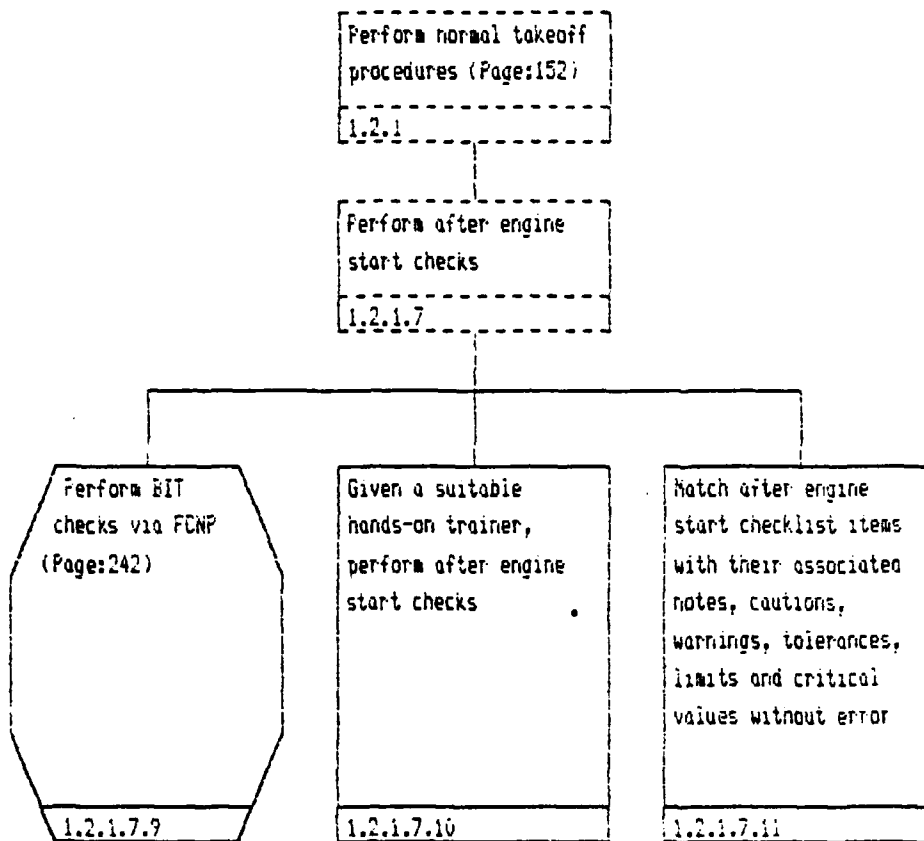 Perform normal takeoff
procedures (Page:152)
1.2.1
Perform after engine
start checks
1.2.1.7
Perform BIT
checks via FCNP
(Page:242)
1.2.1.7.9
Given a suitable
hands-on trainer,
perform after engine
start checks
1.2.1.7.10
Match after engine
start checklist items
with their associated
notes, cautions,
warnings, tolerances,
limits and critical
values without error
1.2.1.7.11